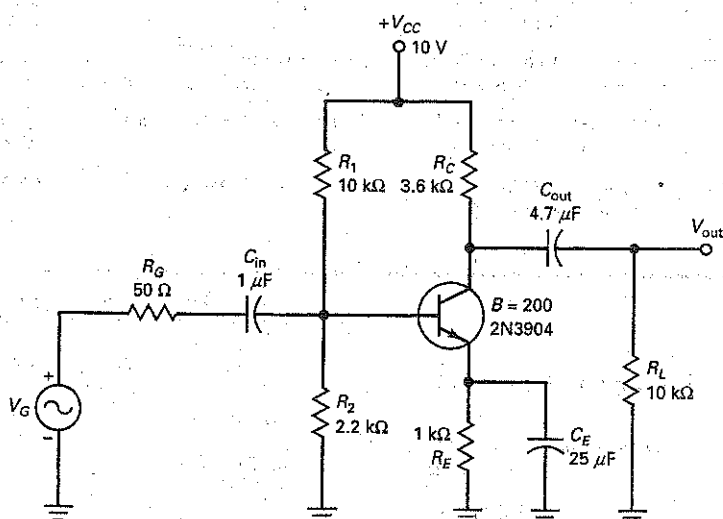 +V_CC
10 V
R_1
10 kΩ
R_C
3.6 kΩ
C_out
4.7 μF
V_out
R_G
50 Ω
C_in
1 μF
B = 200
2N3904
+
V_G
−
R_2
2.2 kΩ
1 kΩ
R_E
C_E
25 μF
R_L
10 kΩ